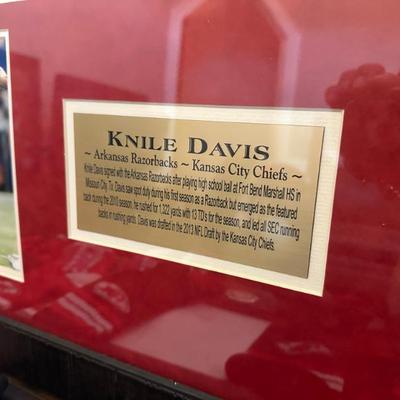 KNILE DAVIS
~ Arkansas Razorbacks ~ Kansas City Chiefs ~
Knile Davis signed with the Arkansas Razorbacks after playing high school ball at Fort Bend Marshall HS in
Missouri City, Tx. Davis saw spot duty during his first season as a Razorback but emerged as the featured
back during the 2010 season, he rushed for 1,322 yards with 13 TD's for the season, and led all SEC running
backs in rushing yards. Davis was drafted in the 2013 NFL Draft by the Kansas City Chiefs.